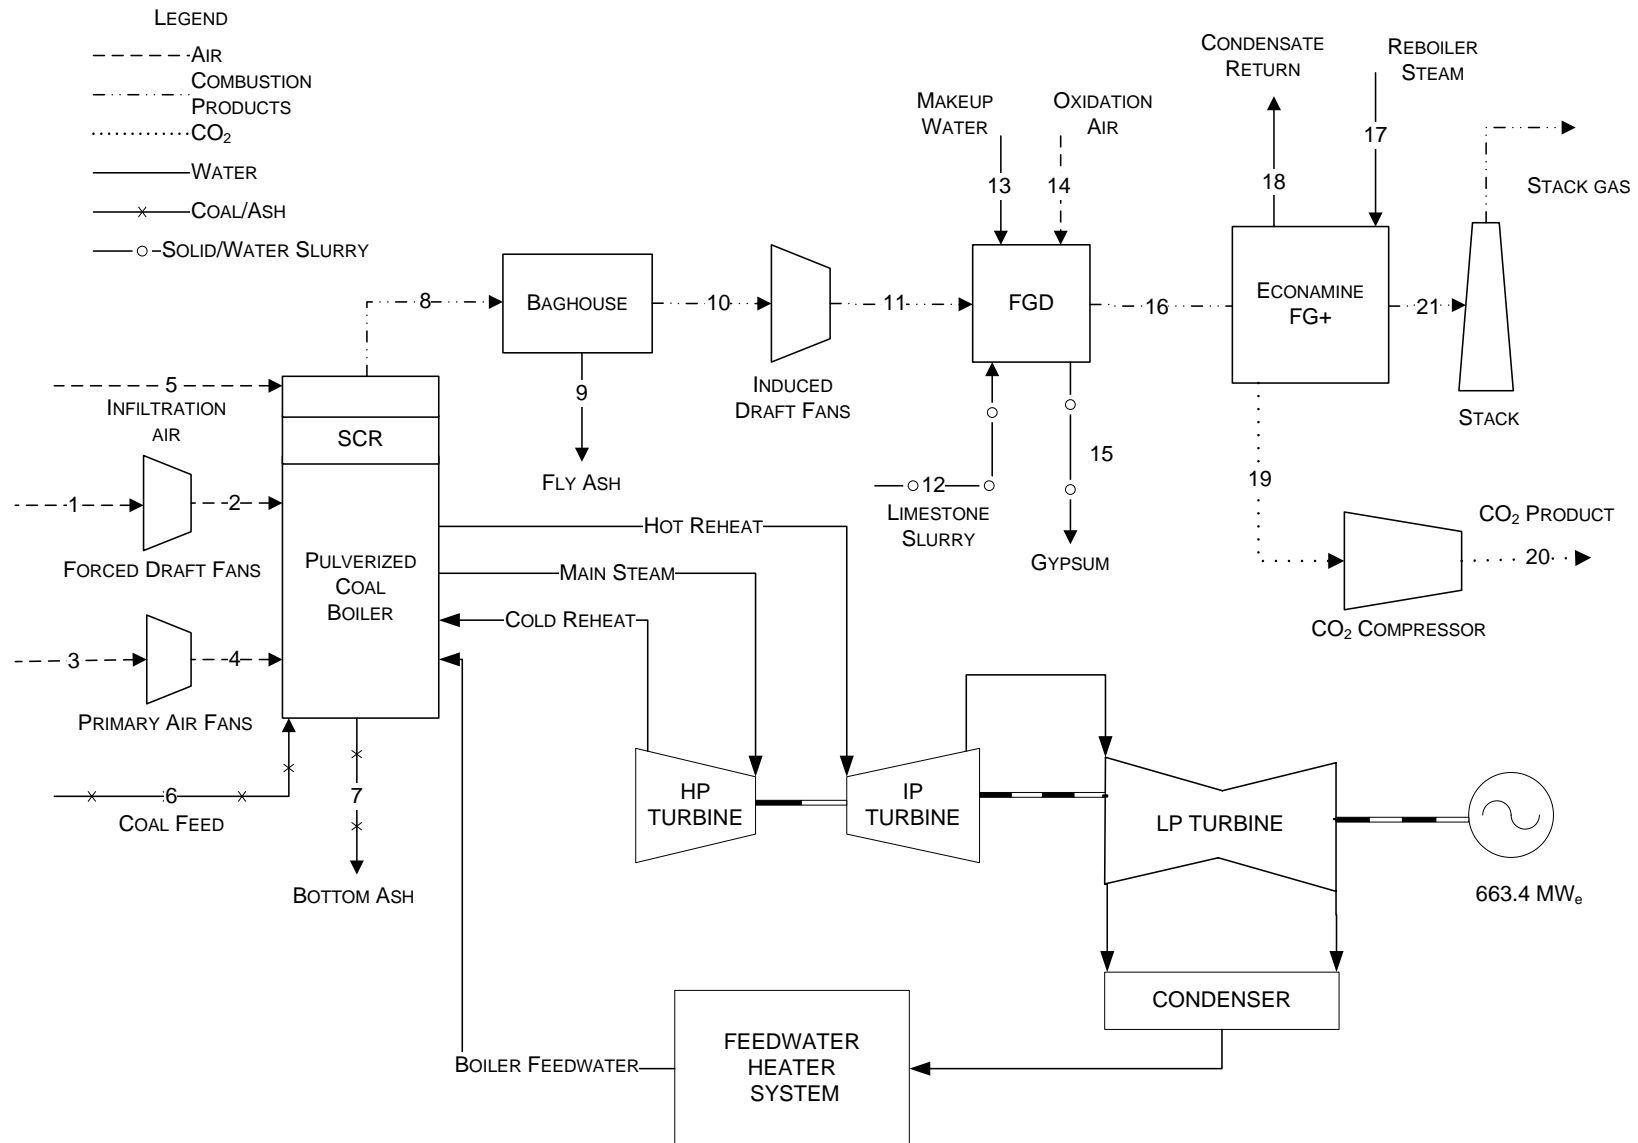 LEGEND
AIR
COMBUSTION
PRODUCTS
CO2
WATER
COAL/ASH
SOLID/WATER SLURRY
CONDENSATE
RETURN
REBOILER
STEAM
MAKEUP
WATER
OXIDATION
AIR
13
14
18
17
STACK GAS
8
BAGHOUSE
10
11
FGD
16
ECONAMINE
FG+
21
5
INFILTRATION
AIR
9
INDUCED
DRAFT FANS
STACK
SCR
FLY ASH
12
LIMESTONE
SLURRY
15
GYPSUM
19
CO2 PRODUCT
20
CO2 COMPRESSOR
1
2
FORCED DRAFT FANS
PULVERIZED
COAL
BOILER
HOT REHEAT
MAIN STEAM
COLD REHEAT
3
4
PRIMARY AIR FANS
6
COAL FEED
7
BOTTOM ASH
HP
TURBINE
IP
TURBINE
LP TURBINE
663.4 MWe
CONDENSER
BOILER FEEDWATER
FEEDWATER
HEATER
SYSTEM